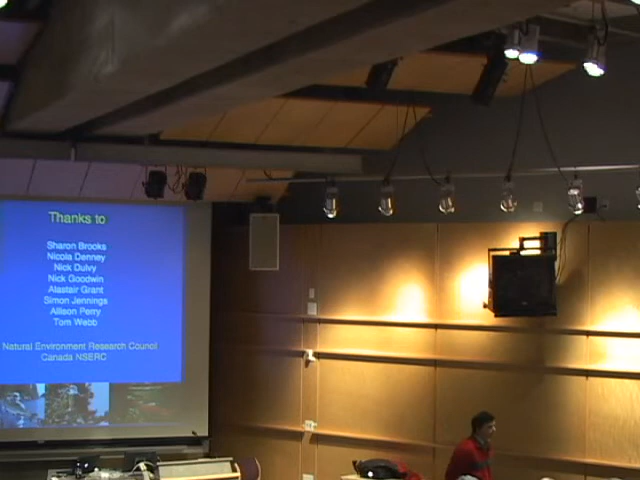 Thanks to
Sharon Brooks
Nicola Denney
Nick Dulvy
Nick Goodwin
Alastair Grant
Simon Jennings
Allison Perry
Tom Webb
Natural Environment Research Council
Canada NSERC